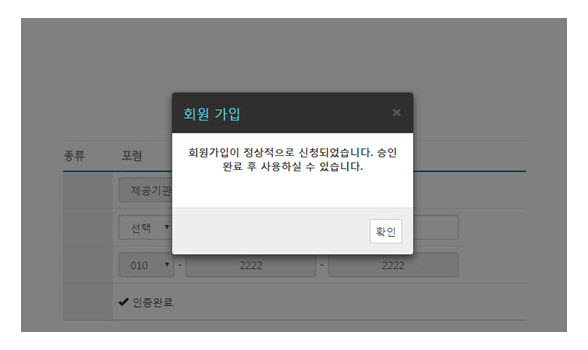 회원 가입 ×
종류 포럼
회원가입이 정상적으로 신청되었습니다. 승인
완료 후 사용하실 수 있습니다.
제공기관
선택 ▼
확인
010 ▼ - 2222 - 2222
✔ 인증완료